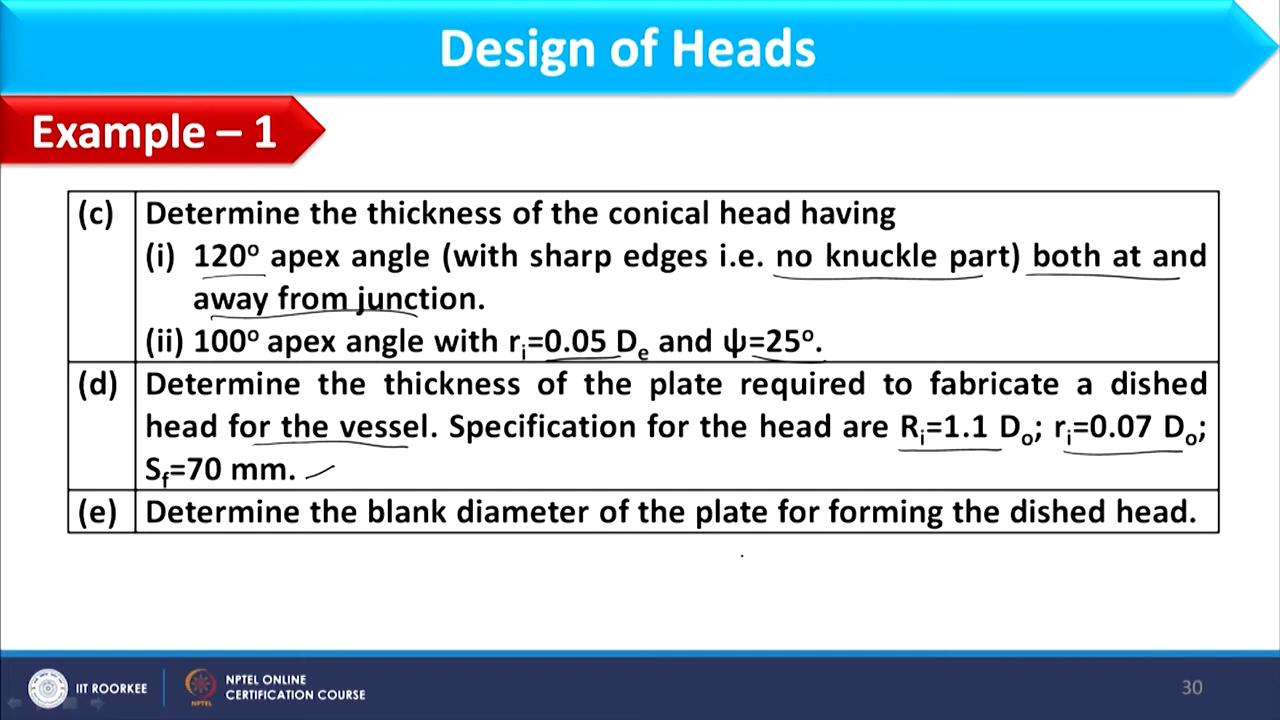 Design of Heads
Example – 1
(c) Determine the thickness of the conical head having
(i) 120º apex angle (with sharp edges i.e. no knuckle part) both at and
away from junction.
(ii) 100º apex angle with ri=0.05 De and ψ=25º.
(d) Determine the thickness of the plate required to fabricate a dished
head for the vessel. Specification for the head are Ri=1.1 Do; ri=0.07 Do;
Sf=70 mm.
(e) Determine the blank diameter of the plate for forming the dished head.
IIT ROORKEE
NPTEL ONLINE
CERTIFICATION COURSE
NPTEL
30